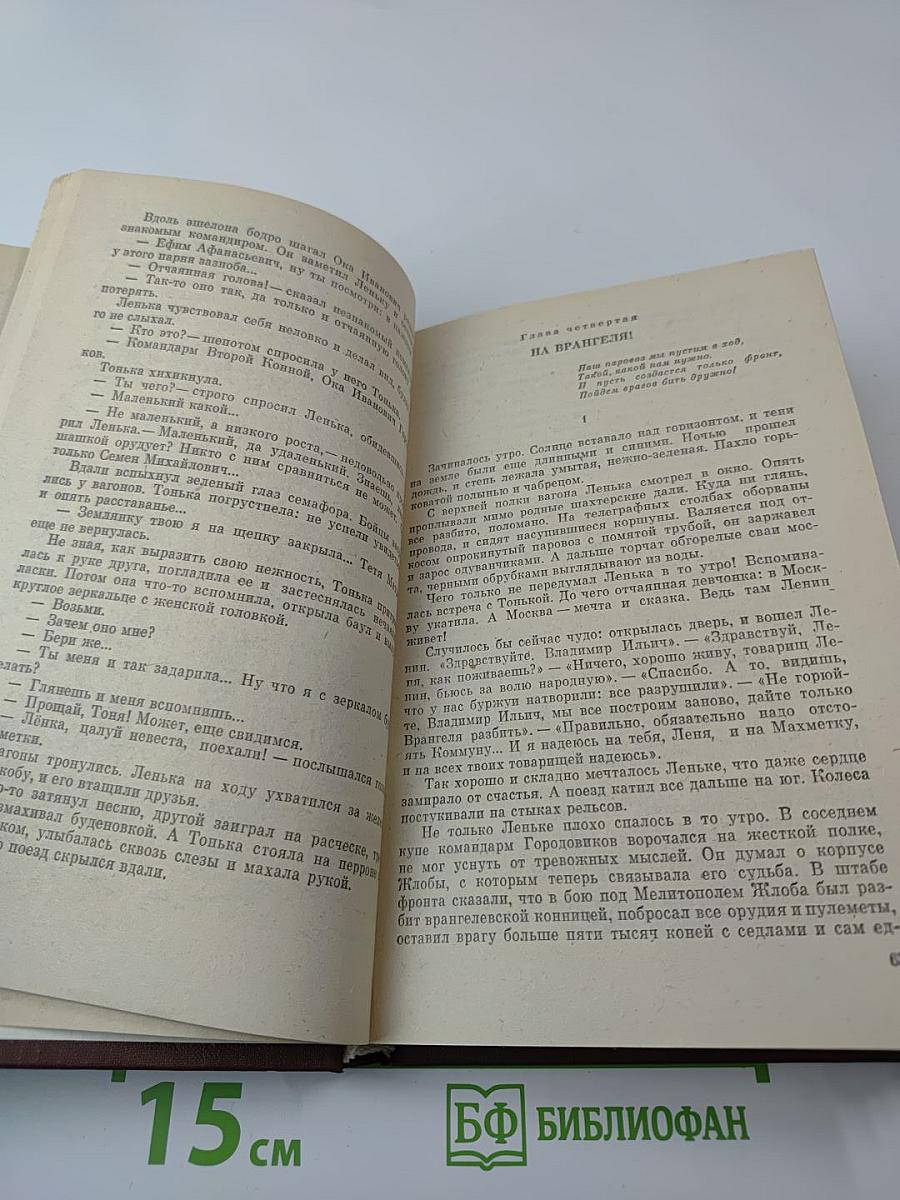 Вдоль эшелона бодро шагал Ока Иванович
знакомым командиром. Он заметил Леньку и
— Ефим Афанасьевич, ну ты посмотри: в каждом
у этого парня зазноба...
— Отчаянная голова! — сказал незнакомый
— Так-то оно так, да только и отчаянную голову
потерять.
Ленька чувствовал себя неловко и делал вид, будто
го не слыхал.
— Кто это? — шепотом спросила у него Тонька.
— Командарм Второй Конной, Ока Иванович Гор
ков.
Тонька хихикнула.
— Ты чего? — строго спросил Ленька, обидевшись.
— Маленький какой...
— Не маленький, а низкого роста, — недовольно
рил Ленька. — Маленький, да удаленький. Знаешь,
шашкой орудует? Никто с ним сравниться не может,
только Семен Михайлович...
Вдали вспыхнул зеленый глаз семафора. Бойцы
лись у вагонов. Тонька погрустнела: не успели
и опять расставанье...
— Землянку твою я на щепку закрыла... Тетя
еще не вернулась.
Не зная, как выразить свою нежность, Тонька
лась к руке друга, погладила ее и застеснялась
ласки. Потом она что-то вспомнила, открыла баул и
круглое зеркальце с женской головкой.
— Возьми.
— Зачем оно мне?
— Бери же...
— Ты меня и так задарила... Ну что я с зеркалом
елать?
— Глянешь и меня вспомнишь...
— Прощай, Тоня! Может, еще свидимся.
— Лёнка, цалуй невеста, поехали! — послышался
метки.
агоны тронулись. Ленька на ходу ухватился за
кобу, и его втащили друзья.
о-то затянул песню, другой заиграл на расческе,
змахивал буденовкой. А Тонька стояла на перроне
ком, улыбалась сквозь слезы и махала рукой.
о поезд скрылся вдали.
Глава четвертая
НА ВРАНГЕЛЯ!
Наш паровоз мы пустим в ход,
Такой, какой нам нужно.
И пусть создастся только фронт,
Пойдем врагов бить дружно!
1
Зачиналось утро. Солнце вставало над горизонтом, и тени
на земле были еще длинными и синими. Ночью прошел
дождь, и степь лежала умытая, нежно-зеленая. Пахло горь-
коватой полынью и чабрецом.
С верхней полки вагона Ленька смотрел в окно. Опять
проплывали мимо родные шахтерские дали. Куда ни глянь,
все разбито, поломано. На телеграфных столбах оборваны
провода, и сидят насупившиеся коршуны. Валяется под от-
косом опрокинутый паровоз с помятой трубой, он заржавел
и зарос одуванчиками. А дальше торчат обгорелые сваи мос-
та, черными обрубками выглядывают из воды.
Чего только не передумал Ленька в то утро! Вспомина-
лась встреча с Тонькой. До чего отчаянная девчонка: в Моск-
ву укатила. А Москва — мечта и сказка. Ведь там Ленин
живет!
Случилось бы сейчас чудо: открылась дверь, и вошел Ле-
нин. «Здравствуйте, Владимир Ильич». — «Здравствуй, Ле-
ня, как поживаешь?» — «Ничего, хорошо живу, товарищ Ле-
нин, бьюсь за волю народную». — «Спасибо. А то, видишь,
что у нас буржуи натворили: все разрушили». — «Не горюй-
те, Владимир Ильич, мы все построим заново, дайте только
Врангеля разбить». — «Правильно, обязательно надо отсто-
ять Коммуну... И я надеюсь на тебя, Леня, и на Махметку,
и на всех твоих товарищей надеюсь».
Так хорошо и складно мечталось Леньке, что даже сердце
замирало от счастья. А поезд катил все дальше на юг. Колеса
постукивали на стыках рельсов.
Не только Леньке плохо спалось в то утро. В соседнем
купе командарм Городовиков ворочался на жесткой полке,
не мог уснуть от тревожных мыслей. Он думал о корпусе
Жлобы, с которым теперь связывала его судьба. В штабе
фронта сказали, что в бою под Мелитополем Жлоба был раз-
бит врангелевской конницей, побросал все орудия и пулеметы,
оставил врагу больше пяти тысяч коней с седлами и сам ед-
15 см
БФ БИБЛИОФАН